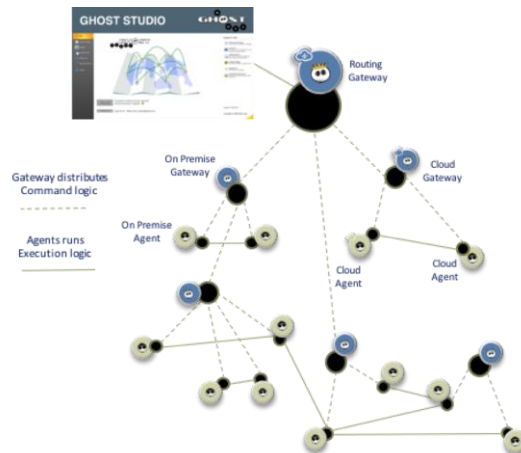 GHOST STUDIO
GHOST
Routing
Gateway
On Premise
Gateway
Cloud
Gateway
Gateway distributes
Command logic
On Premise
Agent
Agents runs
Execution logic
Cloud
Agent
Cloud
Agent